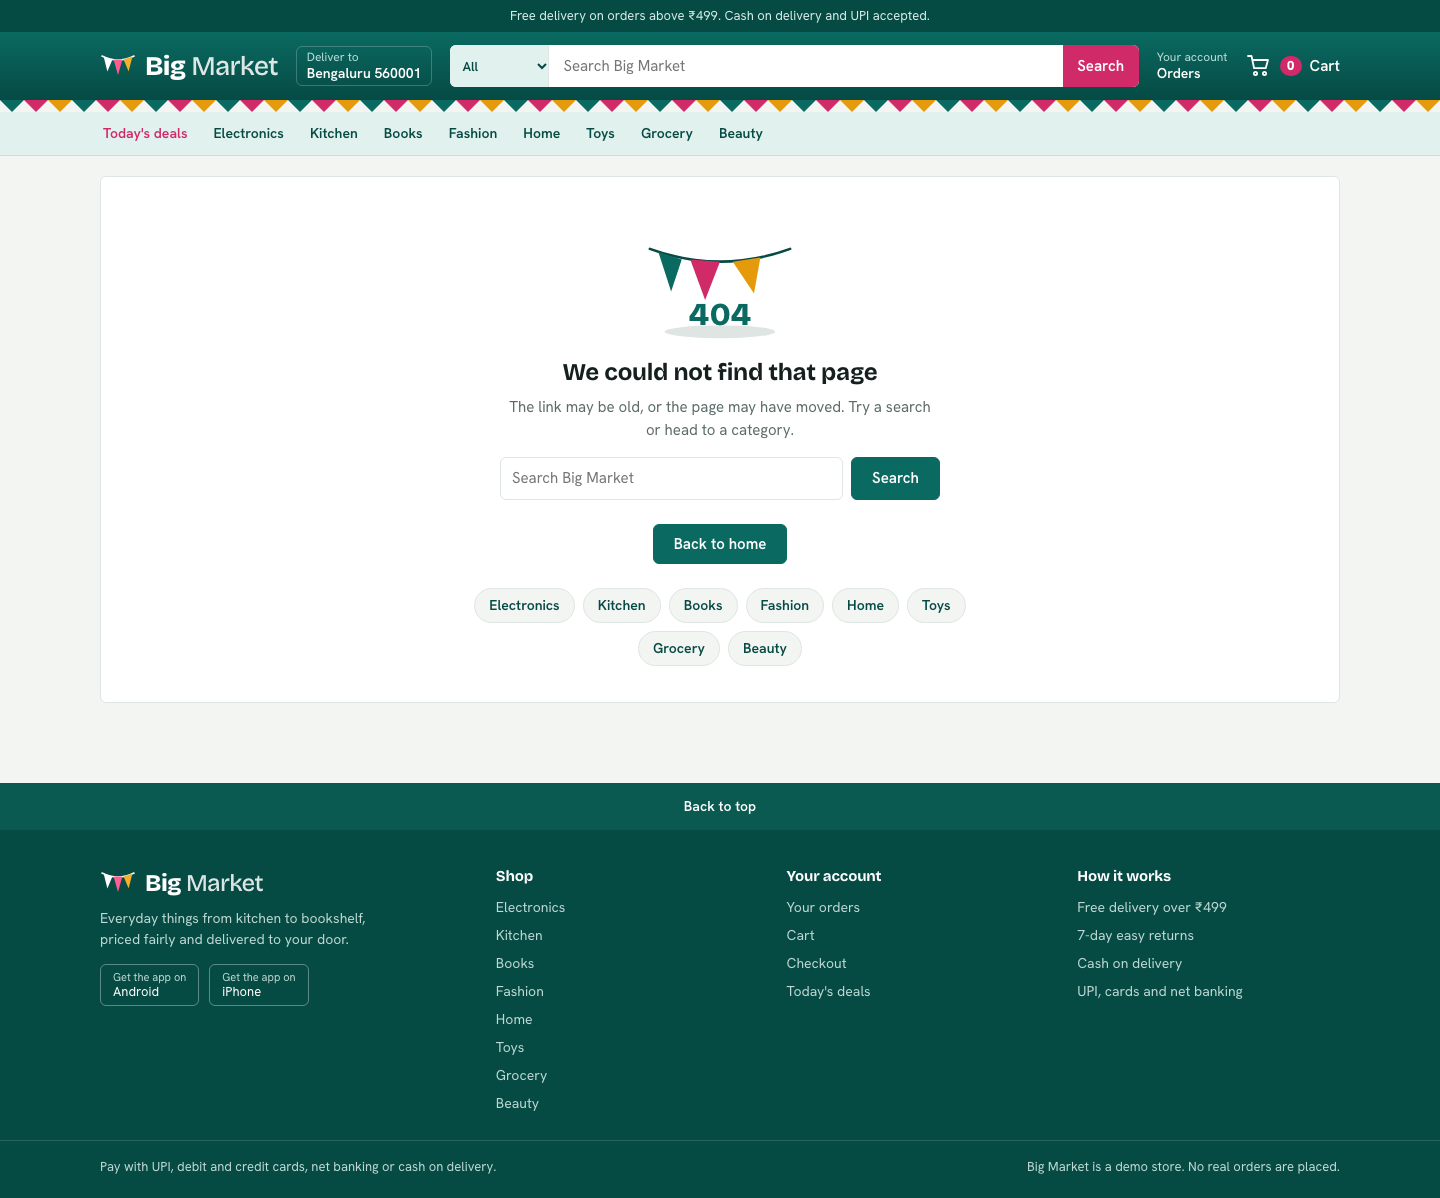 Free delivery on orders above ₹499. Cash on delivery and UPI accepted.
Big Market
Deliver to
Bengaluru 560001
All
Search Big Market
Search
Your account
Orders
0
Cart
Today's deals
Electronics
Kitchen
Books
Fashion
Home
Toys
Grocery
Beauty
404
We could not find that page
The link may be old, or the page may have moved. Try a search
or head to a category.
Search Big Market
Search
Back to home
Electronics
Kitchen
Books
Fashion
Home
Toys
Grocery
Beauty
Back to top
Big Market
Everyday things from kitchen to bookshelf,
priced fairly and delivered to your door.
Get the app on
Android
Get the app on
iPhone
Shop
Electronics
Kitchen
Books
Fashion
Home
Toys
Grocery
Beauty
Your account
Your orders
Cart
Checkout
Today's deals
How it works
Free delivery over ₹499
7-day easy returns
Cash on delivery
UPI, cards and net banking
Pay with UPI, debit and credit cards, net banking or cash on delivery.
Big Market is a demo store. No real orders are placed.